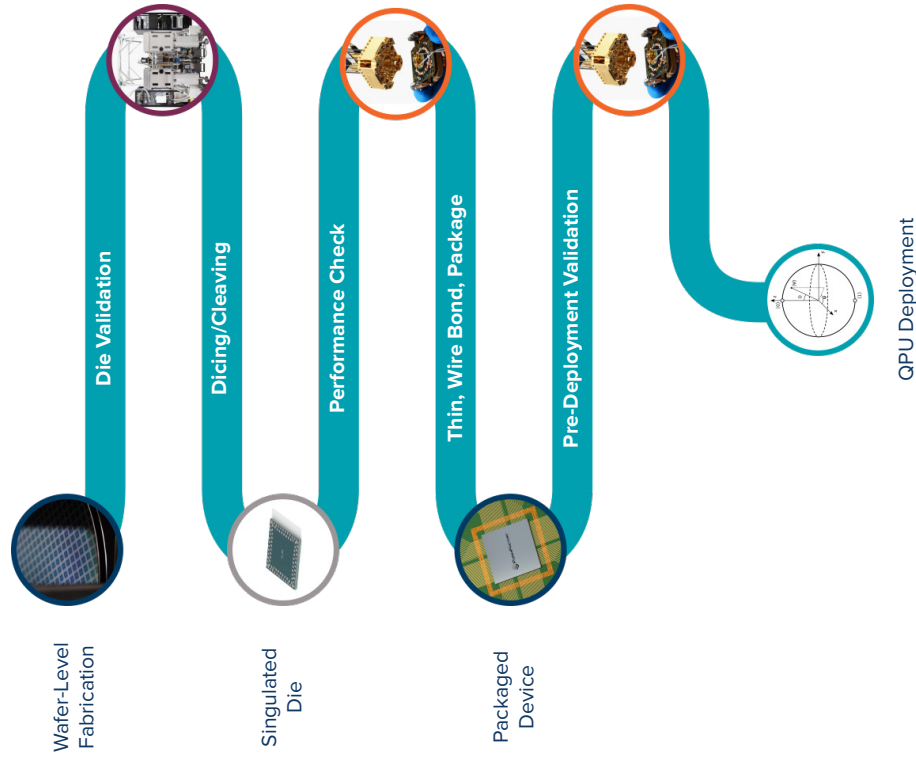 Wafer-Level
Fabrication
Die Validation
Dicing/Cleaving
Singulated
Die
Performance Check
Thin, Wire Bond, Package
Packaged
Device
Pre-Deployment Validation
QPU Deployment